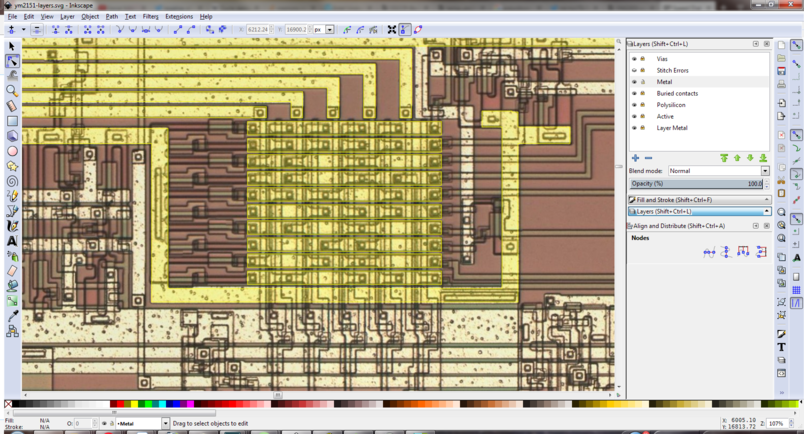 ym2151-layers.svg - Inkscape
File Edit View Layer Object Path Text Filters Extensions Help
X: 6213.24 Y: 16900.2 px
Layers (Shift+Ctrl+L)
Vias
Stitch Errors
Metal
Buried contacts
Polysilicon
Active
Layer Metal
Blend mode: Normal
Opacity (%) 100.0
Fill and Stroke (Shift+Ctrl+F)
Layers (Shift+Ctrl+L)
Align and Distribute (Shift+Ctrl+A)
Nodes
Fill: N/A
Stroke: N/A
O: 0
•Metal
Drag to select objects to edit
X: 6005.10
Y: 16813.72
Z: 107%